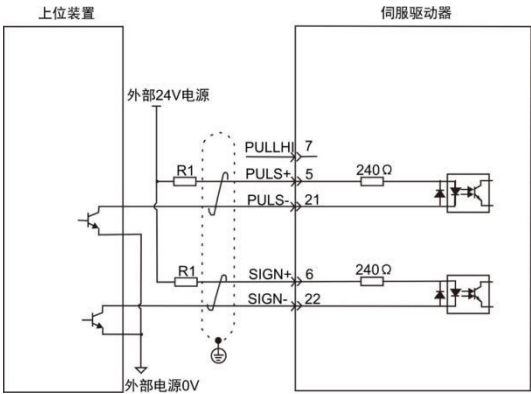 上位装置
伺服驱动器
外部24V电源
PULLHI 7
R1 PULS+ 5 240Ω
PULS- 21
R1 SIGN+ 6 240Ω
SIGN- 22
外部电源0V